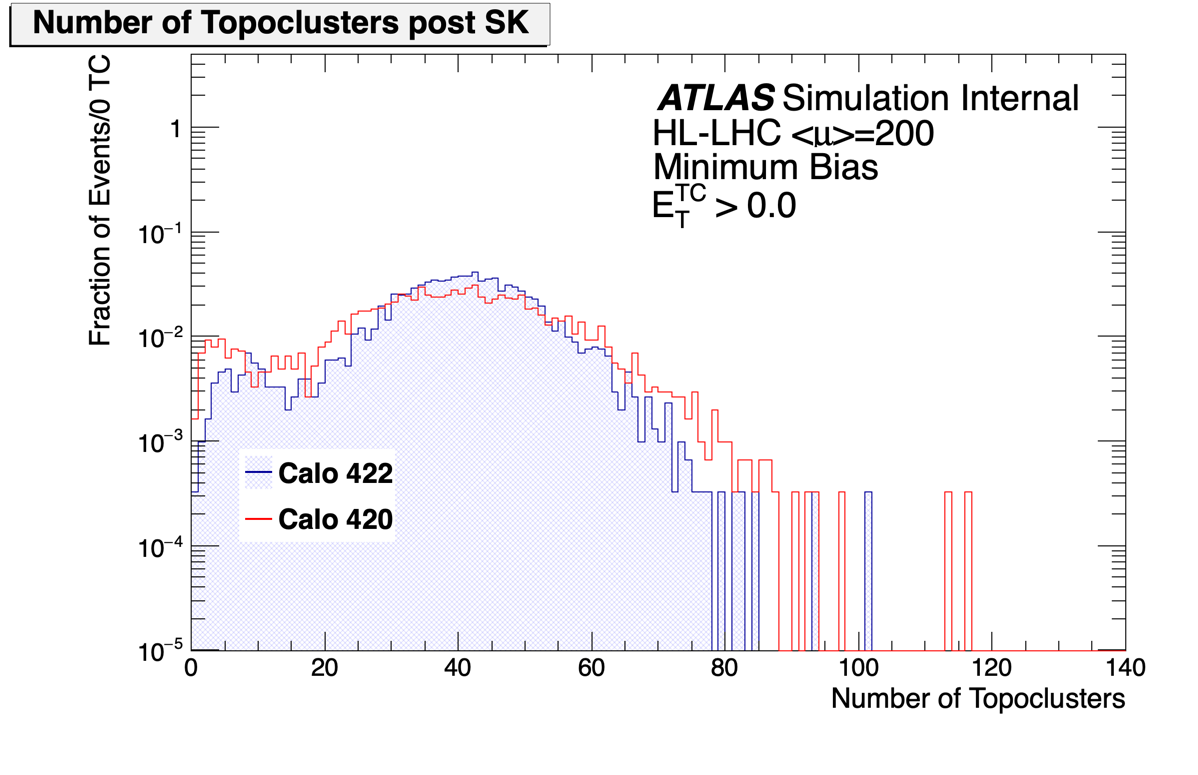 Number of Topoclusters post SK
Fraction of Events/0 TC
ATLAS Simulation Internal
HL-LHC <μ>=200
Minimum Bias
E_T^TC > 0.0
1
10⁻¹
10⁻²
10⁻³
10⁻⁴
10⁻⁵
Calo 422
Calo 420
0 20 40 60 80 100 120 140
Number of Topoclusters